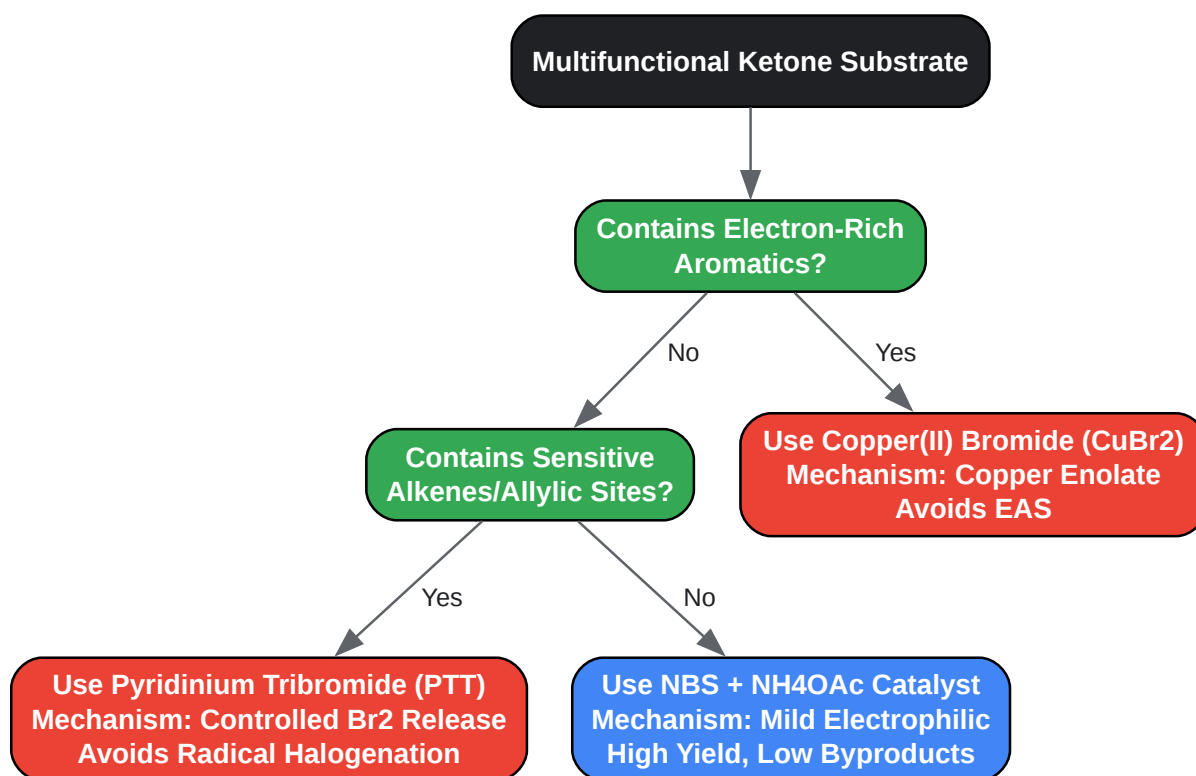 Multifunctional Ketone Substrate
Contains Electron-Rich
Aromatics?
No
Yes
Contains Sensitive
Alkenes/Allylic Sites?
Use Copper(II) Bromide (CuBr2)
Mechanism: Copper Enolate
Avoids EAS
Yes
No
Use Pyridinium Tribromide (PTT)
Mechanism: Controlled Br2 Release
Avoids Radical Halogenation
Use NBS + NH4OAc Catalyst
Mechanism: Mild Electrophilic
High Yield, Low Byproducts